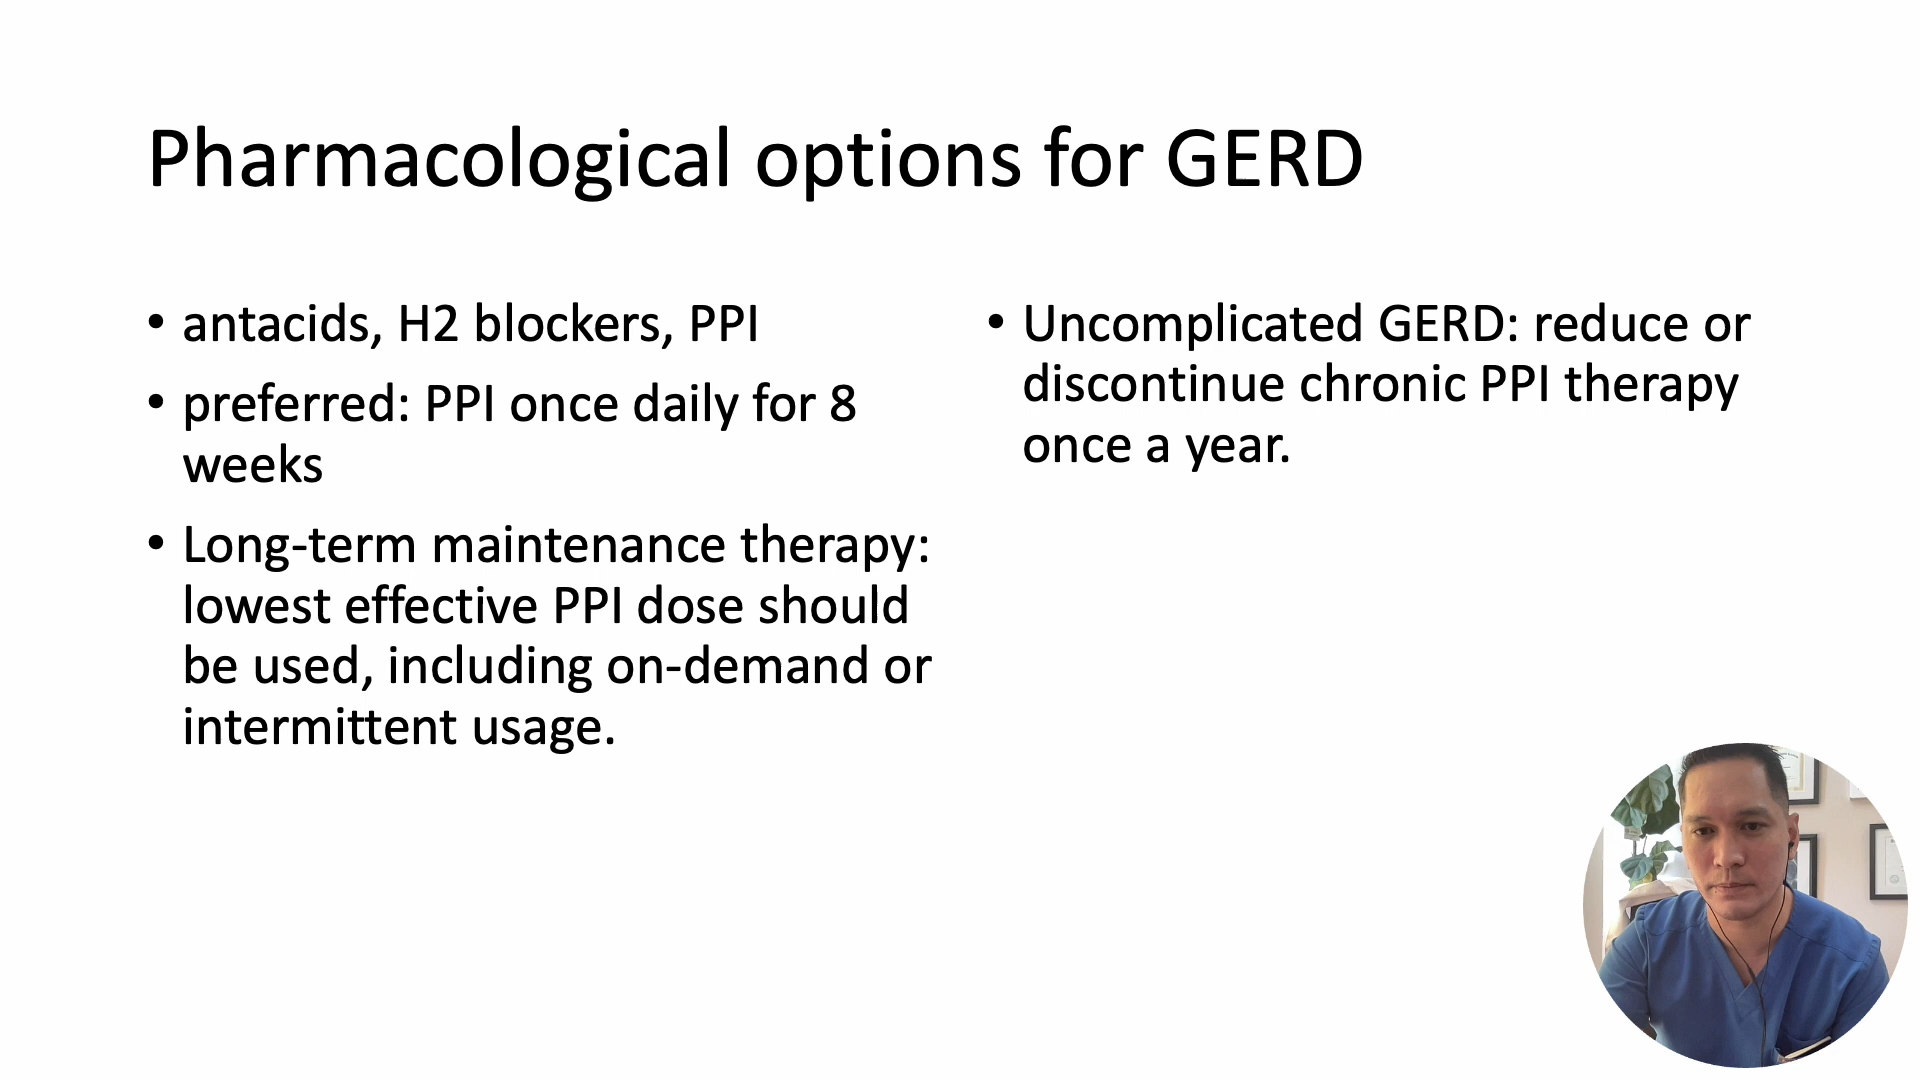 Pharmacological options for GERD
• antacids, H2 blockers, PPI
• preferred: PPI once daily for 8
weeks
• Long-term maintenance therapy:
lowest effective PPI dose should
be used, including on-demand or
intermittent usage.
• Uncomplicated GERD: reduce or
discontinue chronic PPI therapy
once a year.